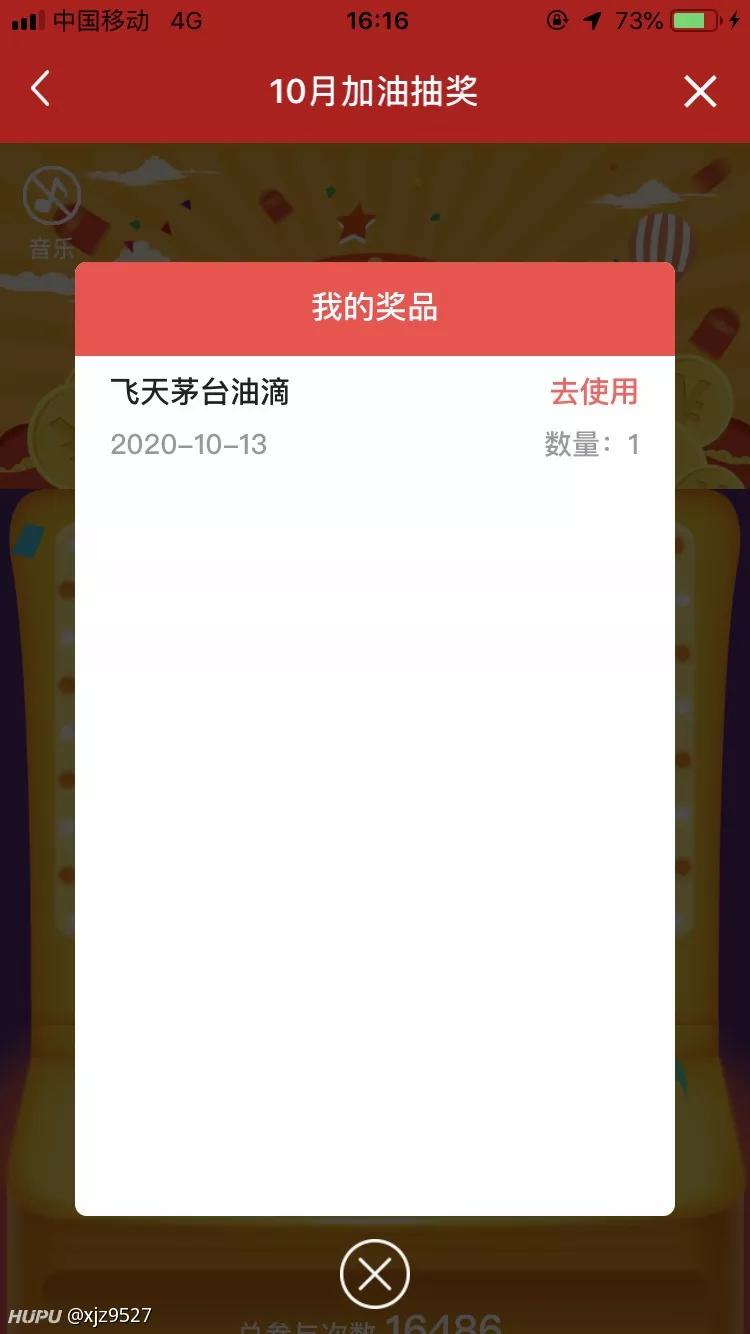 中国移动 4G 16:16 73%
10月加油抽奖
音乐
我的奖品
飞天茅台油滴 去使用
2020-10-13 数量：1
总参与次数 16486
HUPU @xjz9527